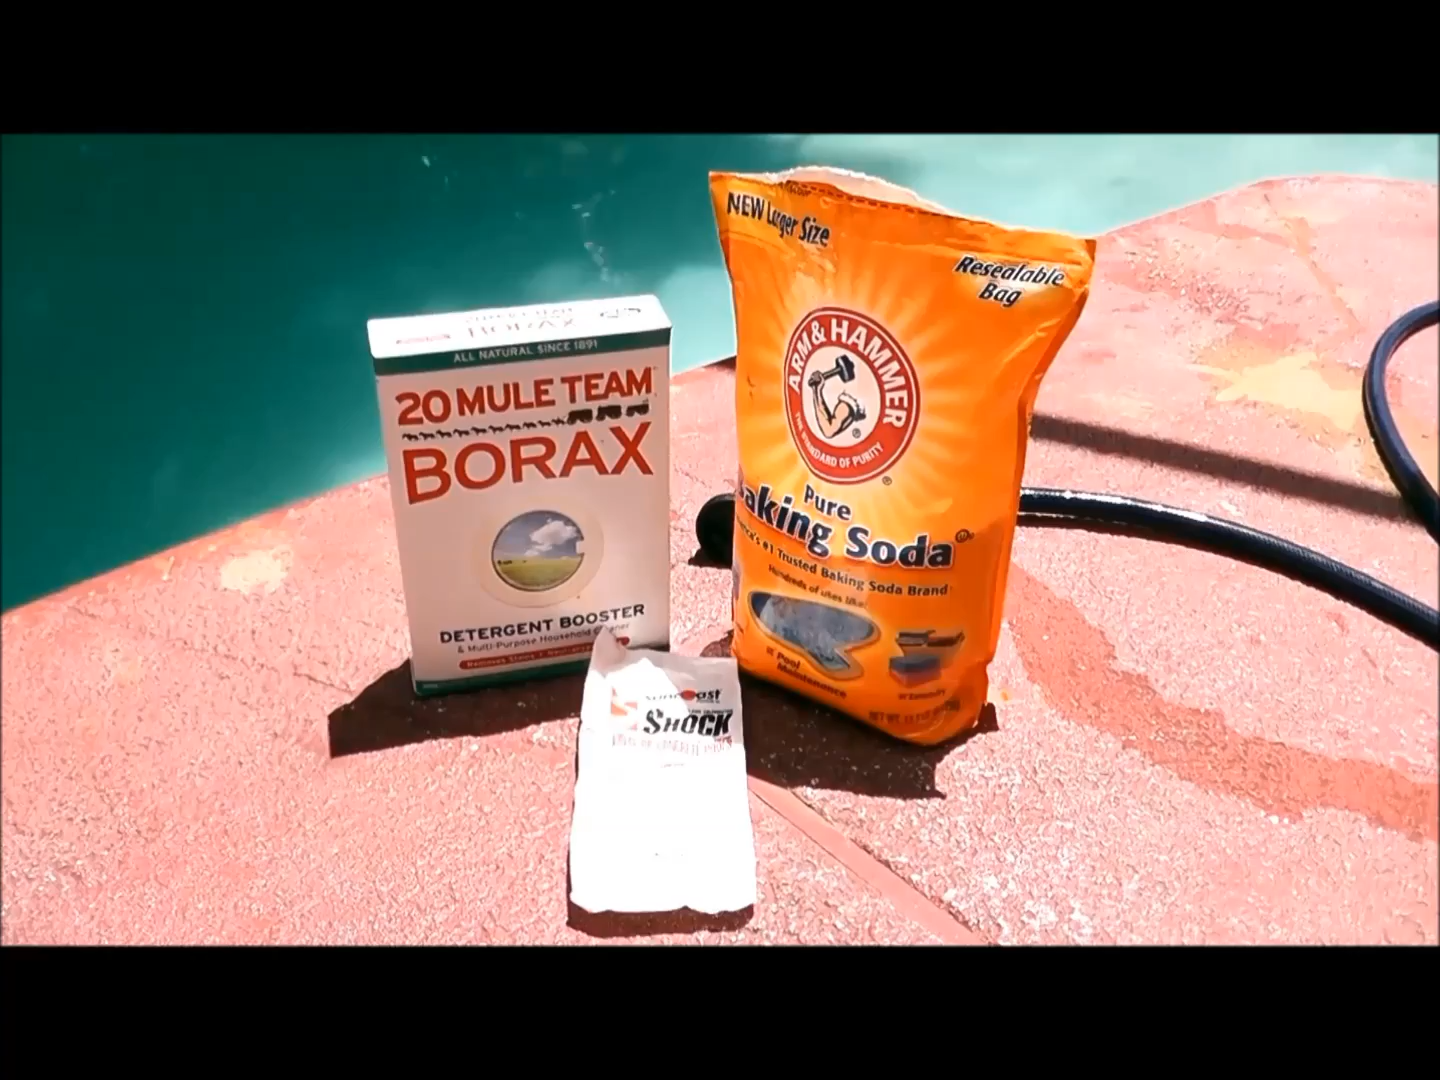 BORAX
ALL NATURAL SINCE 1891
20 MULE TEAM
BORAX
DETERGENT BOOSTER
& Multi-Purpose Household
NEW Larger Size
Resealable
Bag
ARM & HAMMER
THE STANDARD OF PURITY
Pure
Baking Soda
#1 Trusted Baking Soda Brand
Hundreds of uses like:
Pool
Maintenance
SHOCK